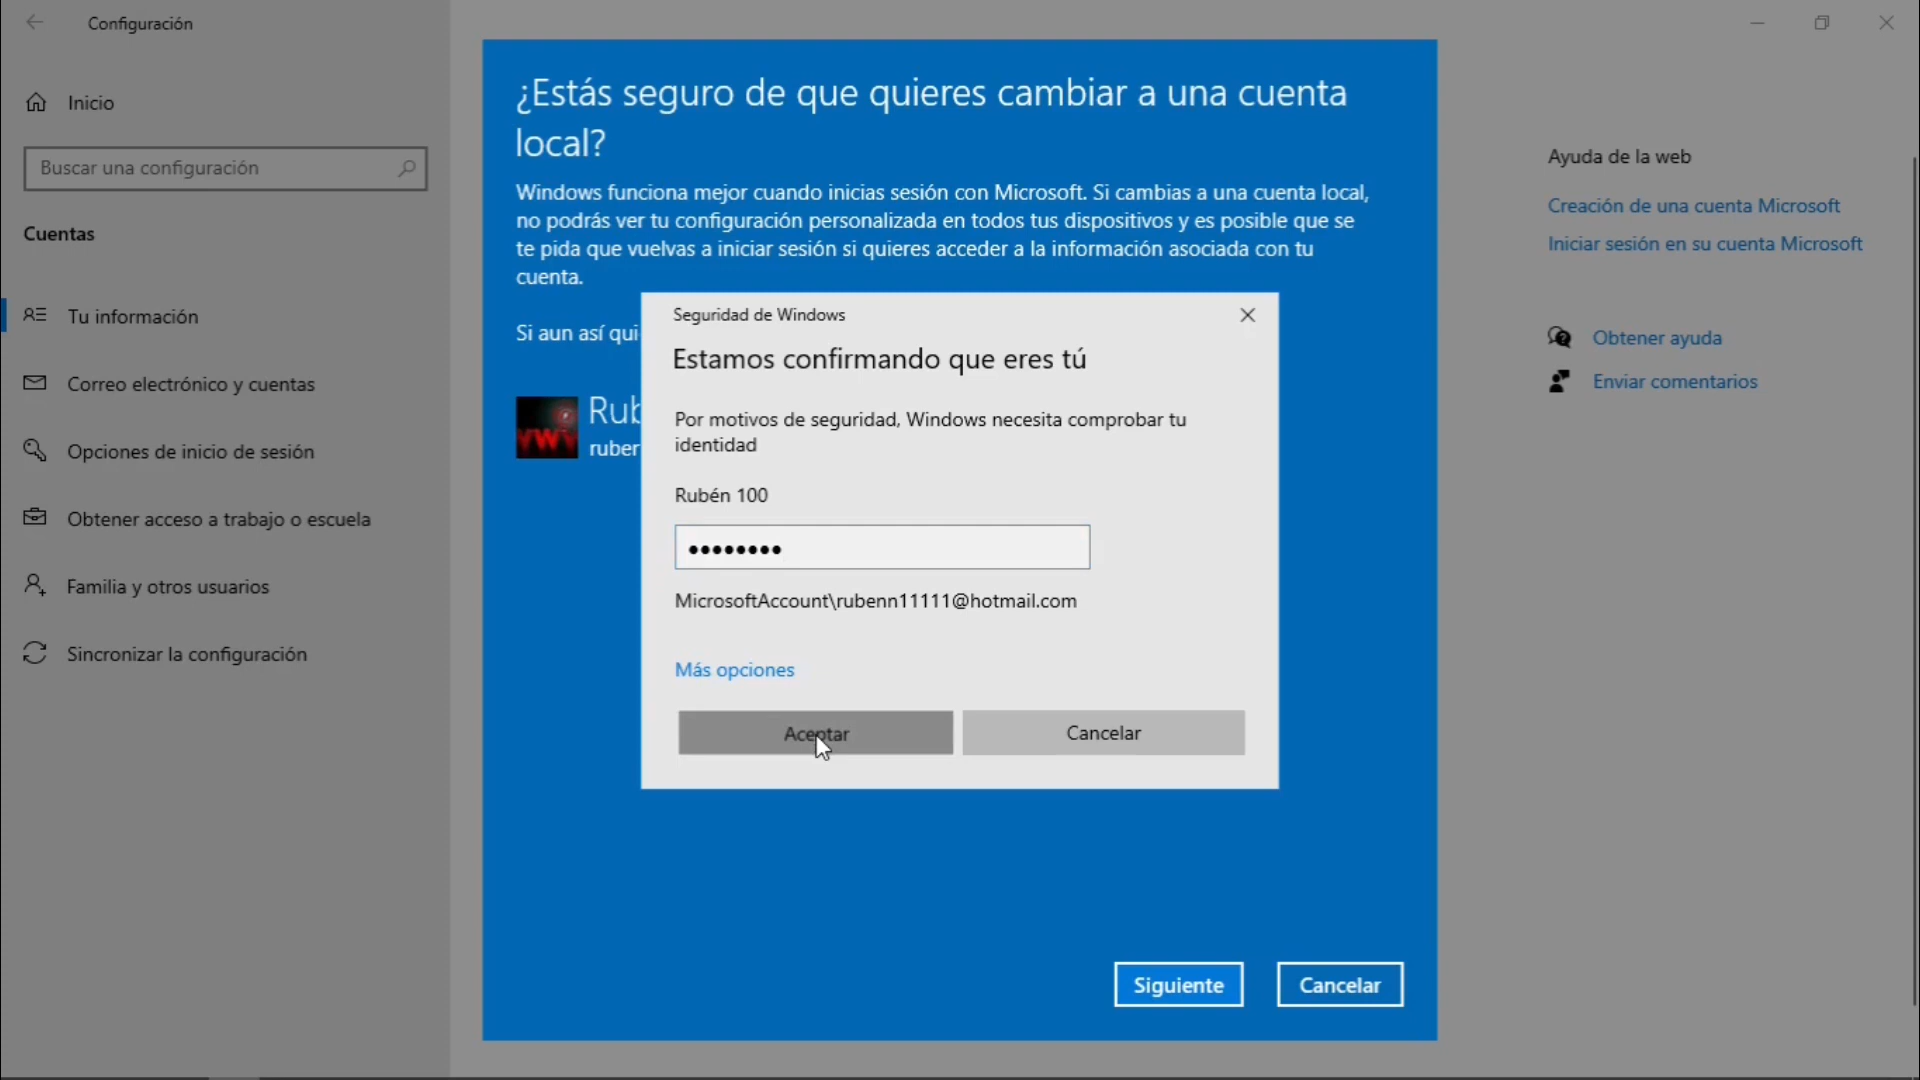 Configuración
Inicio
Buscar una configuración
Cuentas
Tu información
Correo electrónico y cuentas
Opciones de inicio de sesión
Obtener acceso a trabajo o escuela
Familia y otros usuarios
Sincronizar la configuración
¿Estás seguro de que quieres cambiar a una cuenta
local?
Windows funciona mejor cuando inicias sesión con Microsoft. Si cambias a una cuenta local,
no podrás ver tu configuración personalizada en todos tus dispositivos y es posible que se
te pida que vuelvas a iniciar sesión si quieres acceder a la información asociada con tu
cuenta.
Si aun así qui
Rub
ruber
Seguridad de Windows
Estamos confirmando que eres tú
Por motivos de seguridad, Windows necesita comprobar tu
identidad
Rubén 100
••••••••
MicrosoftAccount\rubenn11111@hotmail.com
Más opciones
Aceptar
Cancelar
Siguiente
Cancelar
Ayuda de la web
Creación de una cuenta Microsoft
Iniciar sesión en su cuenta Microsoft
Obtener ayuda
Enviar comentarios